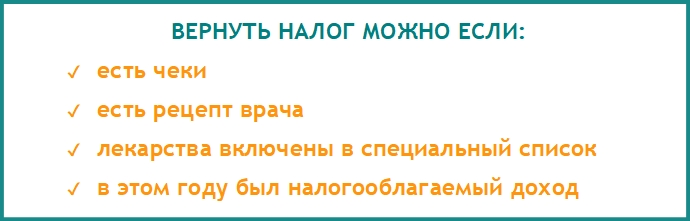 ВЕРНУТЬ НАЛОГ МОЖНО ЕСЛИ:
✓ есть чеки
✓ есть рецепт врача
✓ лекарства включены в специальный список
✓ в этом году был налогооблагаемый доход